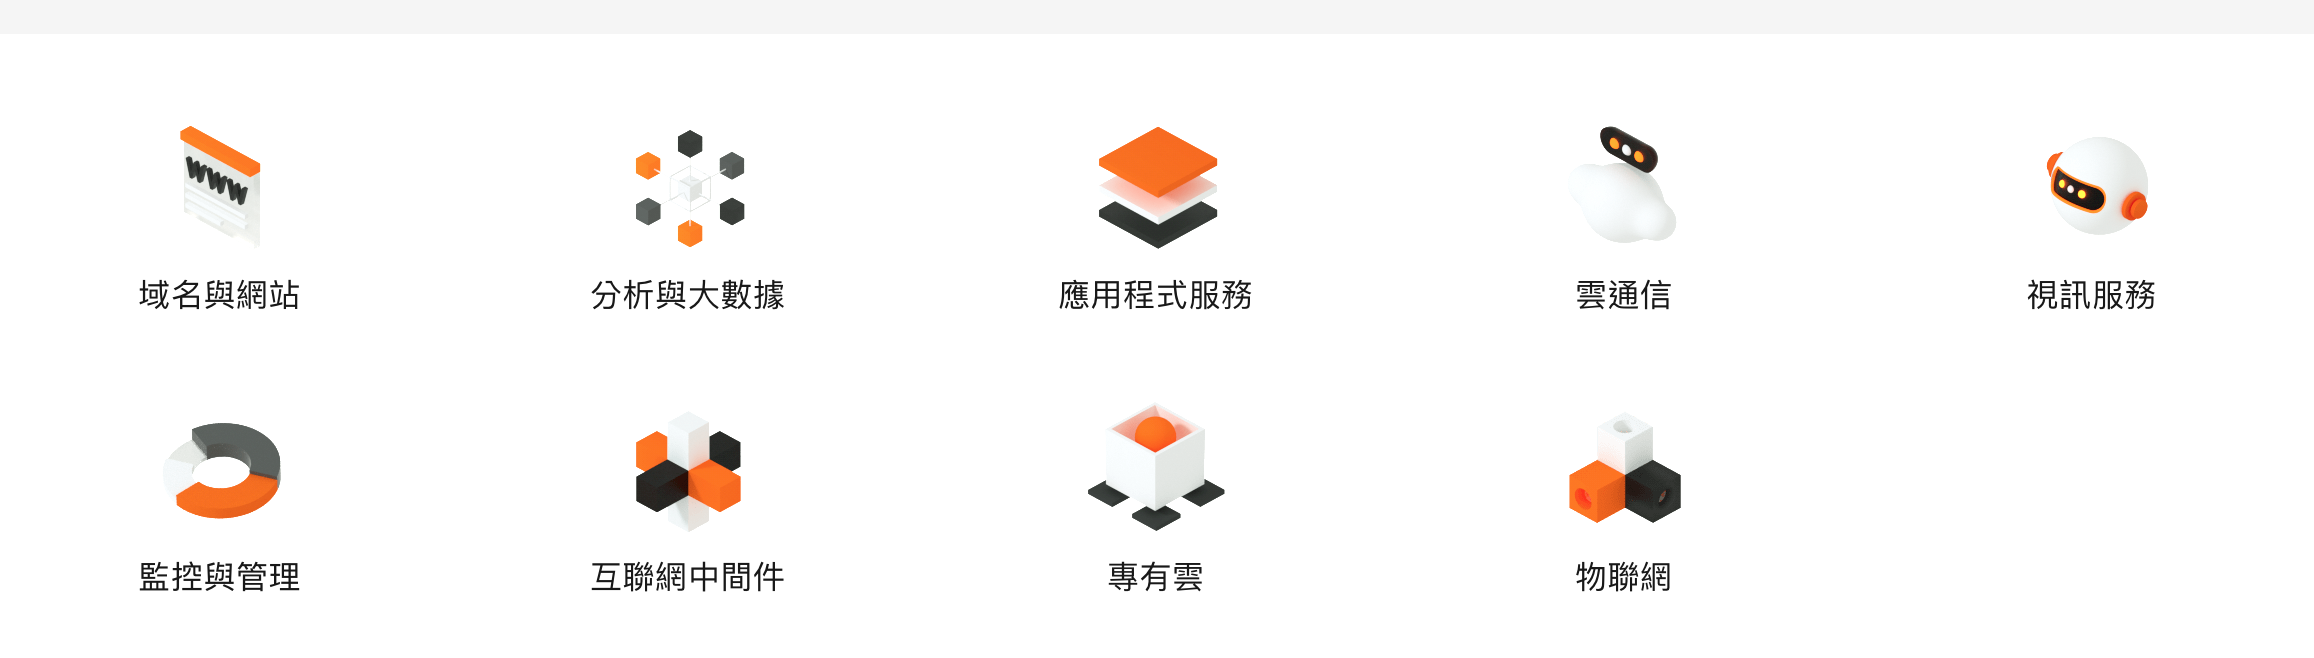 WWW
域名與網站
分析與大數據
應用程式服務
雲通信
視訊服務
監控與管理
互聯網中間件
專有雲
物聯網